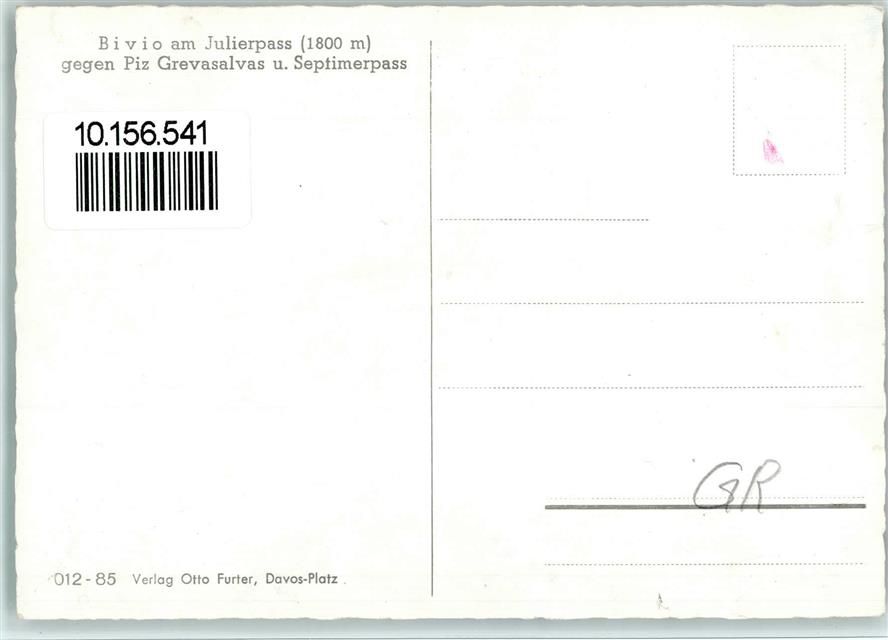 Bivio am Julierpass (1800 m)
gegen Piz Grevasalvas u. Septimerpass
10.156.541
GR
012-85 Verlag Otto Furter, Davos-Platz